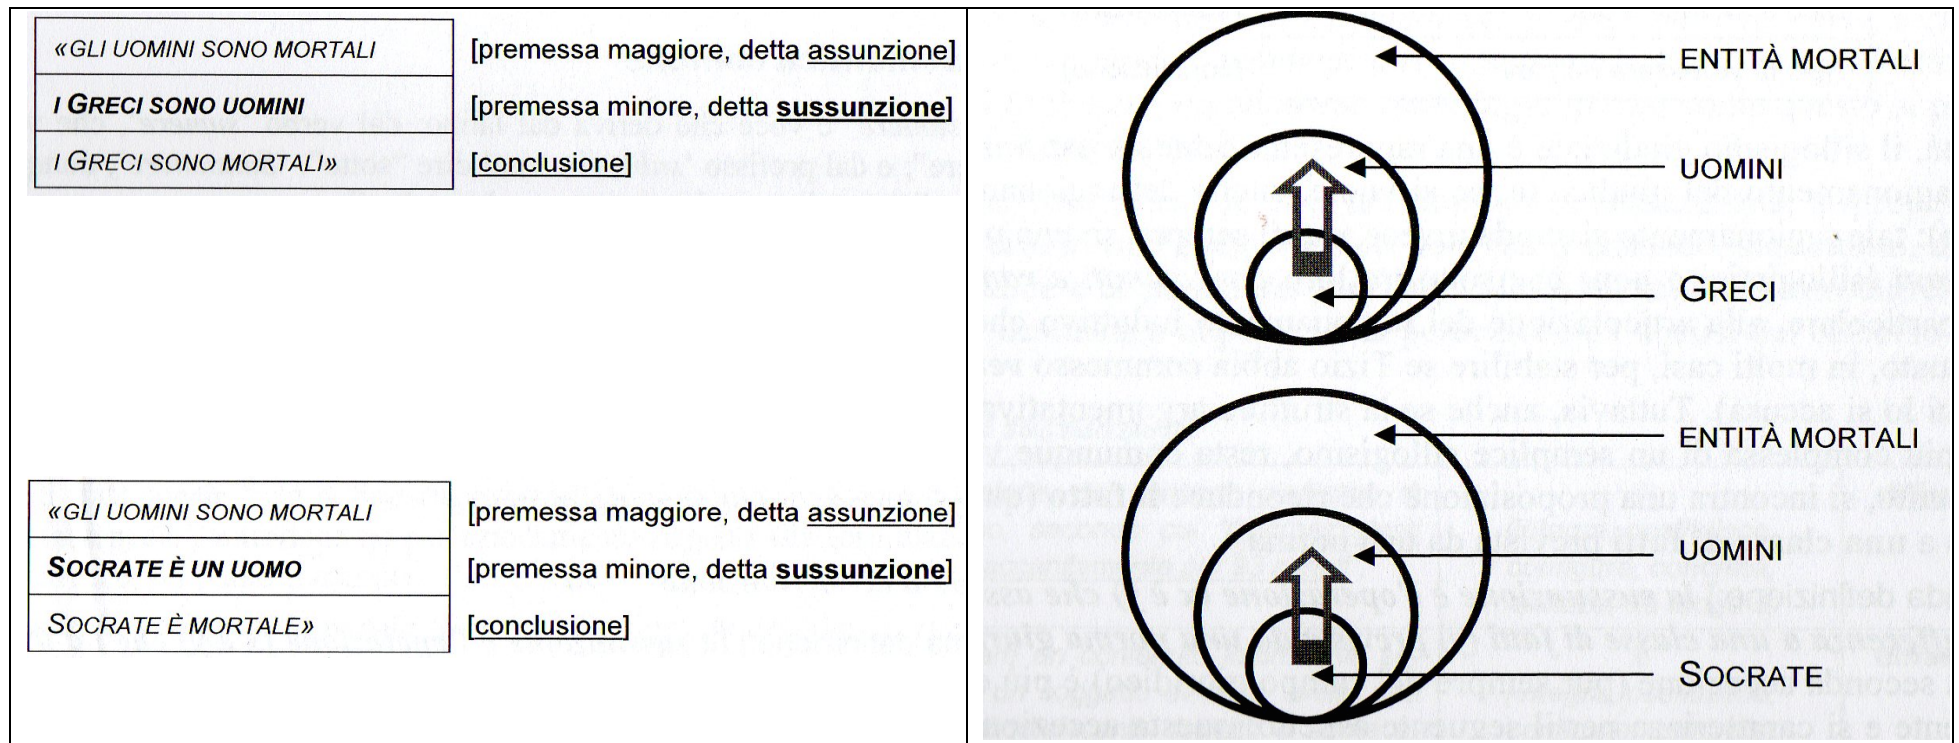 «GLI UOMINI SONO MORTALI [premessa maggiore, detta assunzione]
I GRECI SONO UOMINI [premessa minore, detta sussunzione]
I GRECI SONO MORTALI» [conclusione]
ENTITÀ MORTALI
UOMINI
GRECI
«GLI UOMINI SONO MORTALI [premessa maggiore, detta assunzione]
SOCRATE È UN UOMO [premessa minore, detta sussunzione]
SOCRATE È MORTALE» [conclusione]
ENTITÀ MORTALI
UOMINI
SOCRATE